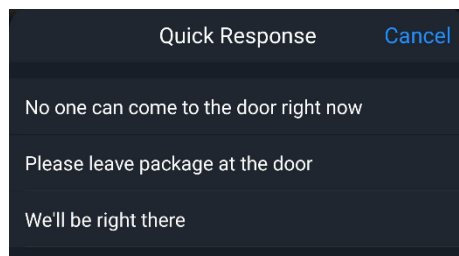 Quick Response Cancel
No one can come to the door right now
Please leave package at the door
We'll be right there